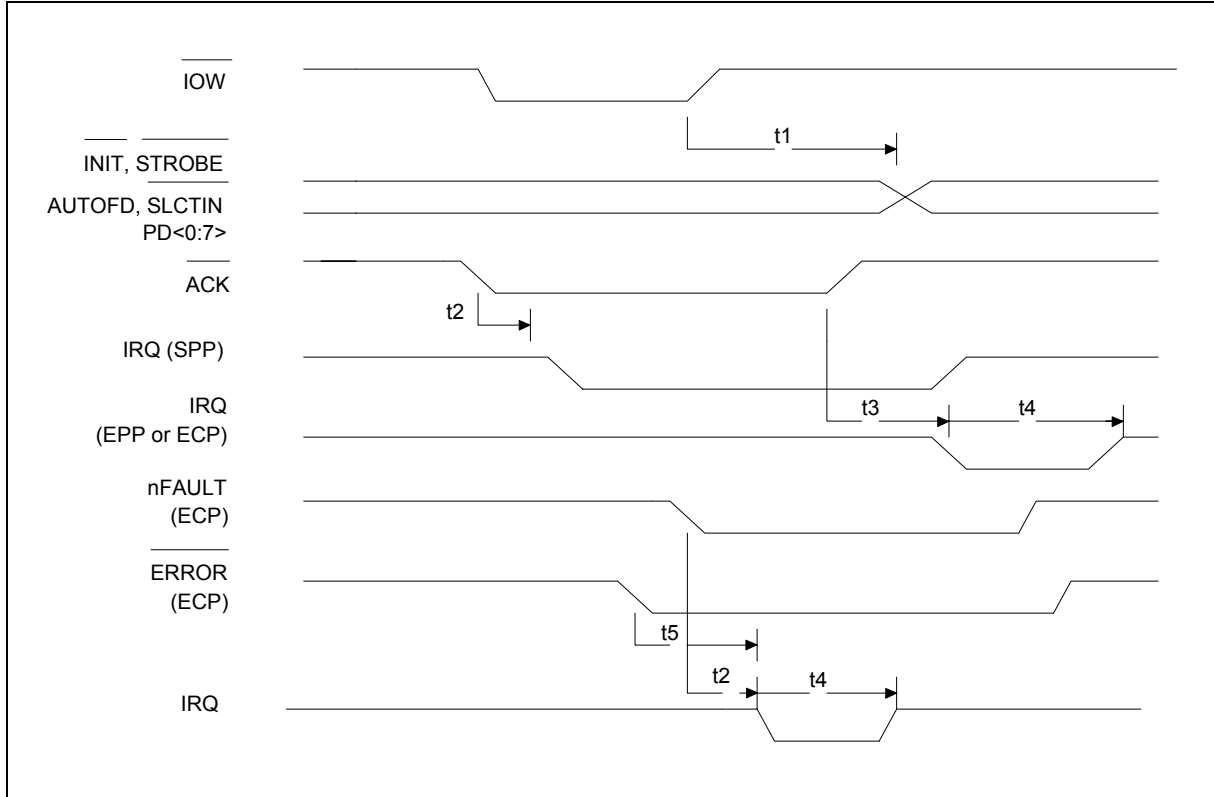 IOW
t1
INIT, STROBE
AUTOFD, SLCTIN
PD<0:7>
ACK
t2
IRQ (SPP)
IRQ
(EPP or ECP)
t3
t4
nFAULT
(ECP)
ERROR
(ECP)
t5
t2
t4
IRQ